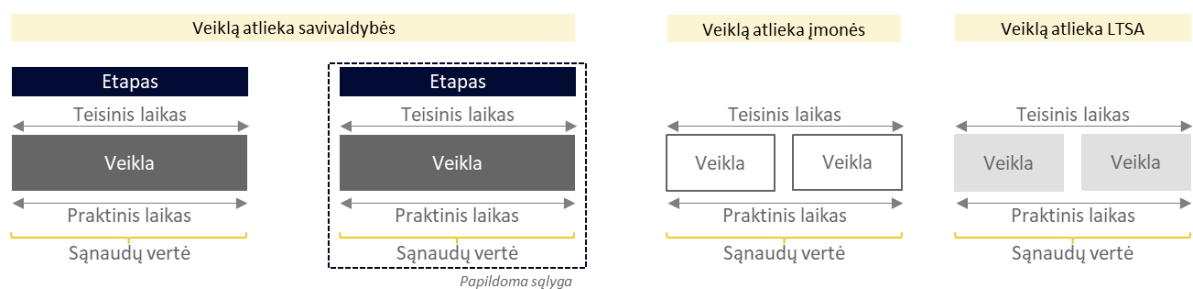 Veiklą atlieka savivaldybės
Veiklą atlieka įmonės
Veiklą atlieka LTSA
Etapas
Etapas
Teisinis laikas
Teisinis laikas
Teisinis laikas
Teisinis laikas
Veikla
Veikla
Veikla
Veikla
Veikla
Veikla
Praktinis laikas
Praktinis laikas
Praktinis laikas
Praktinis laikas
Sąnaudų vertė
Sąnaudų vertė
Sąnaudų vertė
Sąnaudų vertė
Papildoma sąlyga